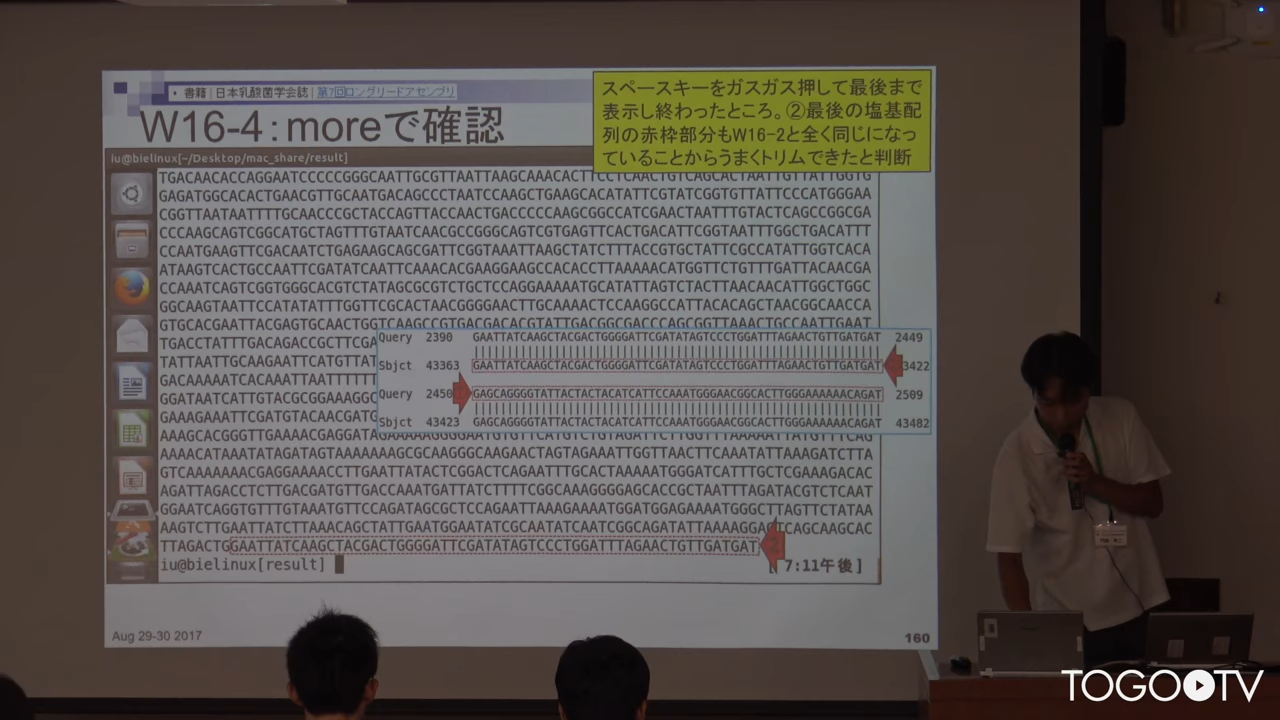 書籍 | 日本乳酸菌学会誌 | 第7回ロングリードアセンブリ
W16-4：moreで確認
スペースキーをガスガス押して最後まで
表示し終わったところ。②最後の塩基配
列の赤枠部分もW16-2と全く同じになっ
ていることからうまくトリムできたと判断
iu@bielinux[~/Desktop/mac_share/result]
GAGATGGCACACTGAACGTTGCAATGACAGCCCTAATCCAAGCTGAAGCACATATTCGTATCGGTGTTATTCCCATGGGAA
CGGTTAATAATTTTGCAACCCGCTACCAGTTACCAACTGACCCCCAAGCGGCCATCGAACTAATTTGTACTCAGCCGGCGA
CCCAAGCAGTCGGCATGCTAGTTTGTAATCAACGCCGGGCAGTCGTGAGTTCACTGACATTCGGTAATTTGGCTGACATTT
CCAATGAAGTTCGACAATCTGAGAAGCAGCGATTCGGTAAATTAAGCTATCTTTACCGTGCTATTCGCCATATTGGTCACA
ATAAGTCACTGCCAATTCGATATCAATTCAAACACGAAGGAAGCCACACCTTAAAAACATGGTTCTGTTTGATTACAACGA
CCAAATCAGTCGGTGGGCACGTCTATAGCGCGTCTGCTCCAGGAAAAATGCATATTAGTCTACTTAACAACATTGGCTGGC
GGCAAGTAATTCCATATATTTGGTTCGCACTAACGGGGAACTTGCAAAACTCCAAGGCCATTACACAGCTAACGGCAACCA
Query 2390 GAATTATCAAGCTACGACTGGGGATTCGATATAGTCCCTGGATTTAGAACTGTTGATGAT 2449
Sbjct 43363 GAATTATCAAGCTACGACTGGGGATTCGATATAGTCCCTGGATTTAGAACTGTTGATGAT 3422
Query 2450 GAGCAGGGGTATTACTACTACATCATTCCAAATGGGAACGGCACTTGGGAAAAAACAGAT 2509
Sbjct 43423 GAGCAGGGGTATTACTACTACATCATTCCAAATGGGAACGGCACTTGGGAAAAAACAGAT 43482
AAAACATAAATATAGATAGTAAAAAAAGCGCAAGGGCAAGAACTAGTAGAAATTGGTTAACTTCAAATATTAAAGATCTTA
GTCAAAAAAACGAGGAAAACCTTGAATTATACTCGGACTCAGAATTTGCACTAAAAATGGGATCATTTGCTCGAAAGACAC
AGATTAGACCTCTTGACGATGTTGACCAAATGATTATCTTTTCGGCAAAGGGGAGCACCGCTAATTTAGATACGTCTCAAT
GGAATCAGGTGTTTGTAAATGTTCCAGATAGCGCTCCAGAATTAAAGAAAATGGATGGAGAAAATGGGCTTAGTTCTATAA
AAGTCTTGAATTATCTTAAACAGCTATTGAATGGAATATCGCAATATCAATCGGCAGATATTAAAAGGAGTCAGCAAGCAC
TTAGACTGGAATTATCAAGCTACGACTGGGGATTCGATATAGTCCCTGGATTTAGAACTGTTGATGAT
iu@bielinux[result] [ 7:11午後]
Aug 29-30 2017
160
TOGOTV